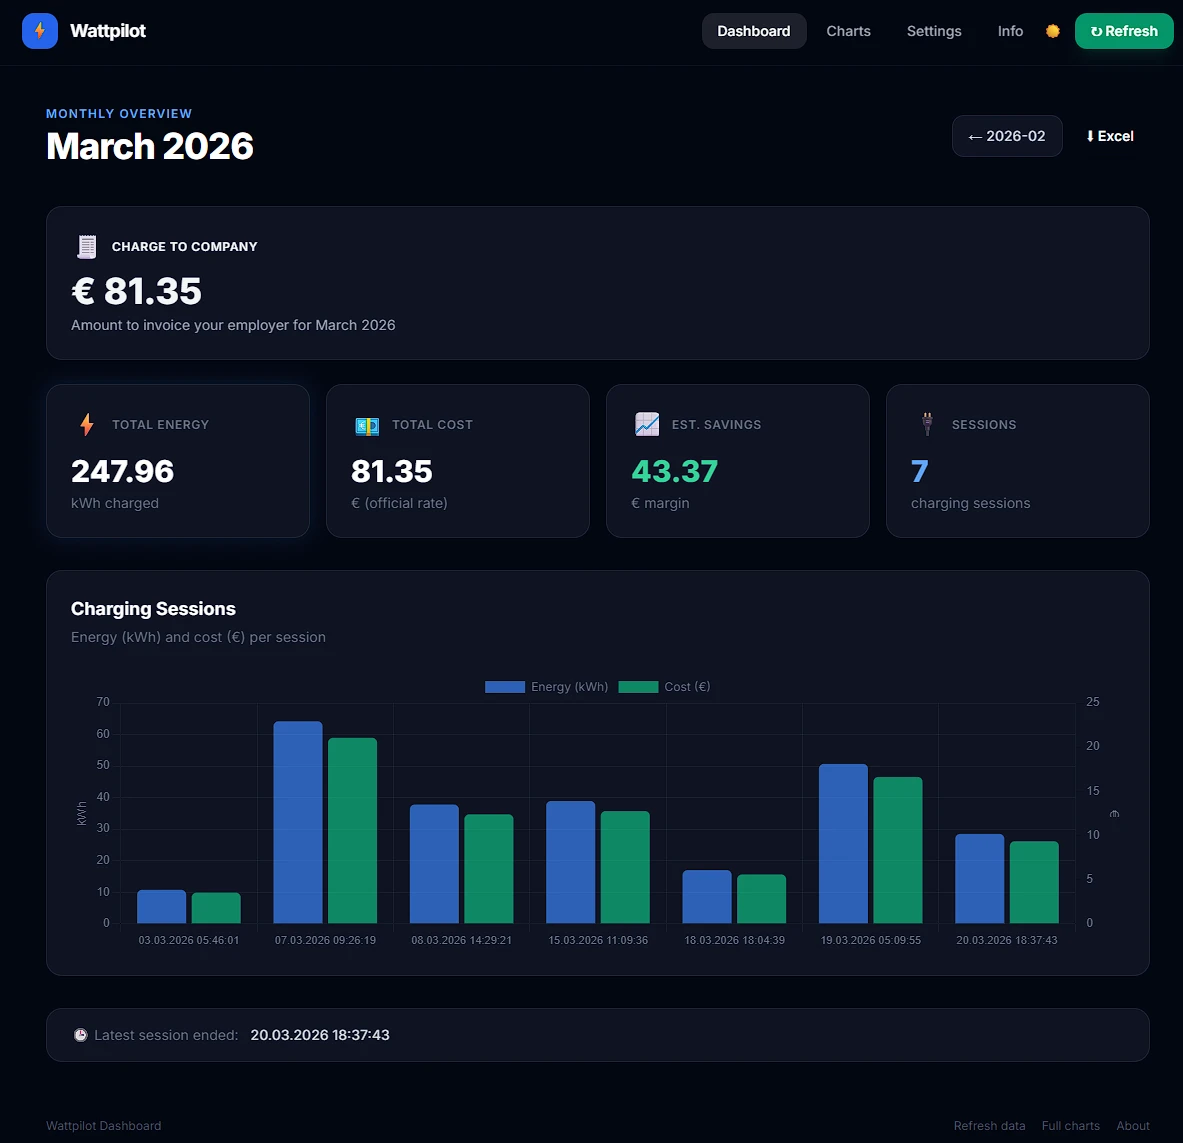 Wattpilot
Dashboard Charts Settings Info ↻ Refresh
MONTHLY OVERVIEW
March 2026
← 2026-02 ⬇ Excel
CHARGE TO COMPANY
€ 81.35
Amount to invoice your employer for March 2026
TOTAL ENERGY
247.96
kWh charged
TOTAL COST
81.35
€ (official rate)
EST. SAVINGS
43.37
€ margin
SESSIONS
7
charging sessions
Charging Sessions
Energy (kWh) and cost (€) per session
Energy (kWh) Cost (€)
70 25
60
50 20
40 15
30
20 10
10 5
0 0
kWh
€
03.03.2026 05:46:01 07.03.2026 09:26:19 08.03.2026 14:29:21 15.03.2026 11:09:36 18.03.2026 18:04:39 19.03.2026 05:09:55 20.03.2026 18:37:43
Latest session ended: 20.03.2026 18:37:43
Wattpilot Dashboard
Refresh data Full charts About